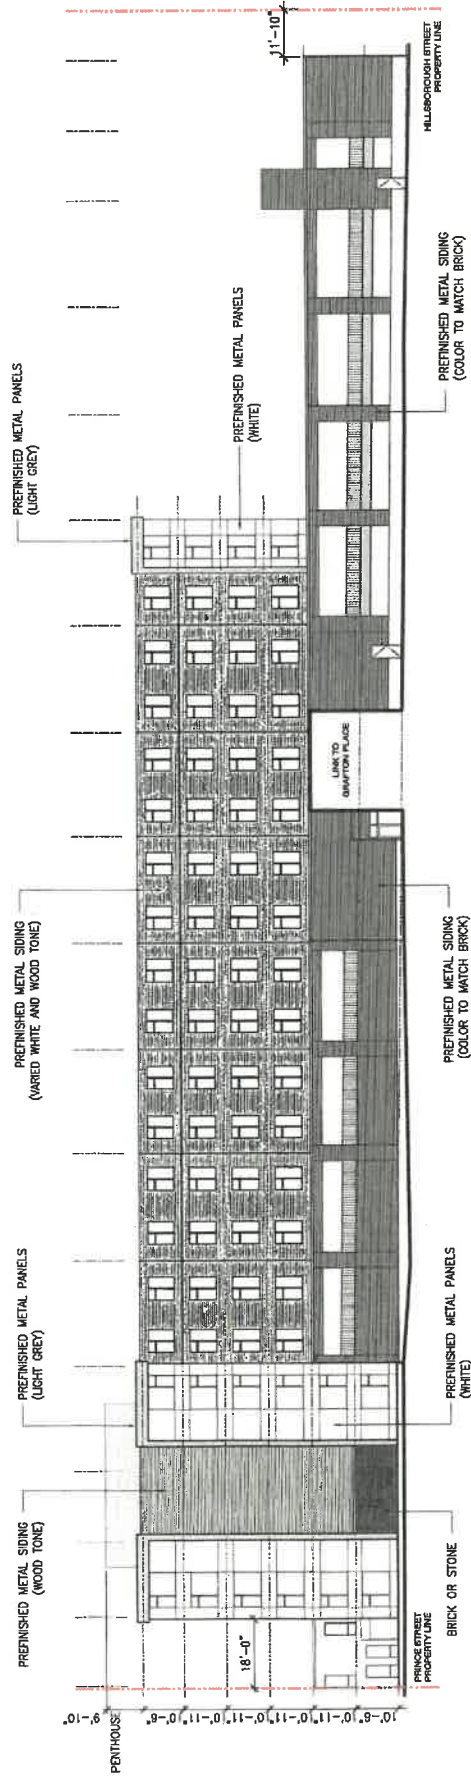 PREFINISHED METAL SIDING
(WOOD TONE)
PREFINISHED METAL PANELS
(LIGHT GREY)
PREFINISHED METAL SIDING
(VARIED WHITE AND WOOD TONE)
PREFINISHED METAL PANELS
(LIGHT GREY)
PREFINISHED METAL PANELS
(WHITE)
11'-10"
PENTHOUSE
9'-10"
18'-0"
LINK TO
GRAFTON PLACE
PRINCE STREET
PROPERTY LINE
BRICK OR STONE
PREFINISHED METAL PANELS
(WHITE)
PREFINISHED METAL SIDING
(COLOR TO MATCH BRICK)
PREFINISHED METAL SIDING
(COLOR TO MATCH BRICK)
HILLSBOROUGH STREET
PROPERTY LINE